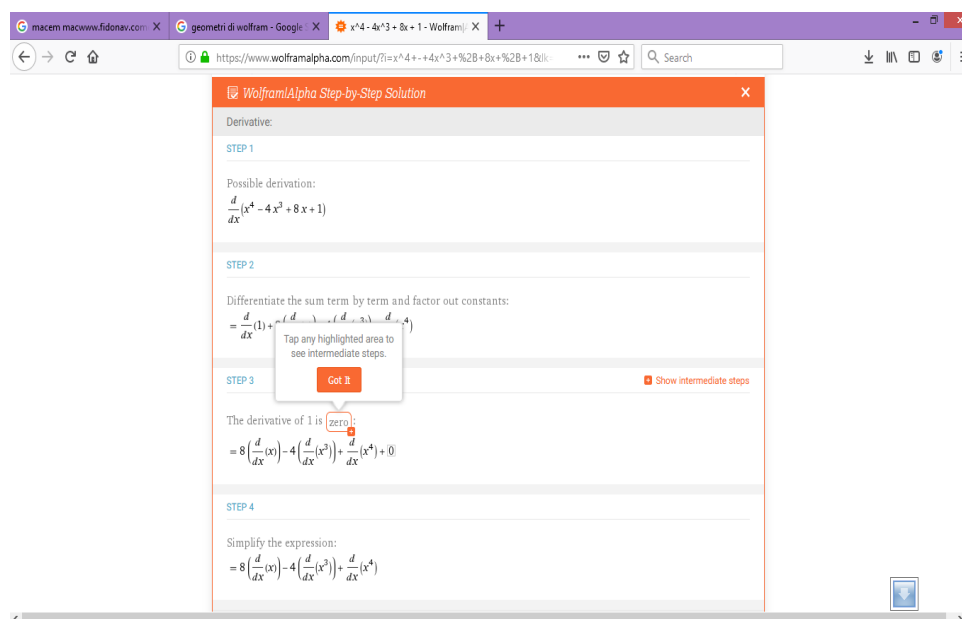 macem macwww.fidonav.com
geometri di wolfram - Google S
x^4 - 4x^3 + 8x + 1 - Wolfram|A
https://www.wolframalpha.com/input/?i=x^4+-+4x^3+%2B+8x+%2B+1&lk=
Search
Wolfram|Alpha Step-by-Step Solution
Derivative:
STEP 1
Possible derivation:
d/dx(x^4 - 4 x^3 + 8 x + 1)
STEP 2
Differentiate the sum term by term and factor out constants:
= d/dx(1) +
Tap any highlighted area to
see intermediate steps.
Got It
STEP 3
Show intermediate steps
The derivative of 1 is zero:
= 8(d/dx(x)) - 4(d/dx(x^3)) + d/dx(x^4) + 0
STEP 4
Simplify the expression:
= 8(d/dx(x)) - 4(d/dx(x^3)) + d/dx(x^4)